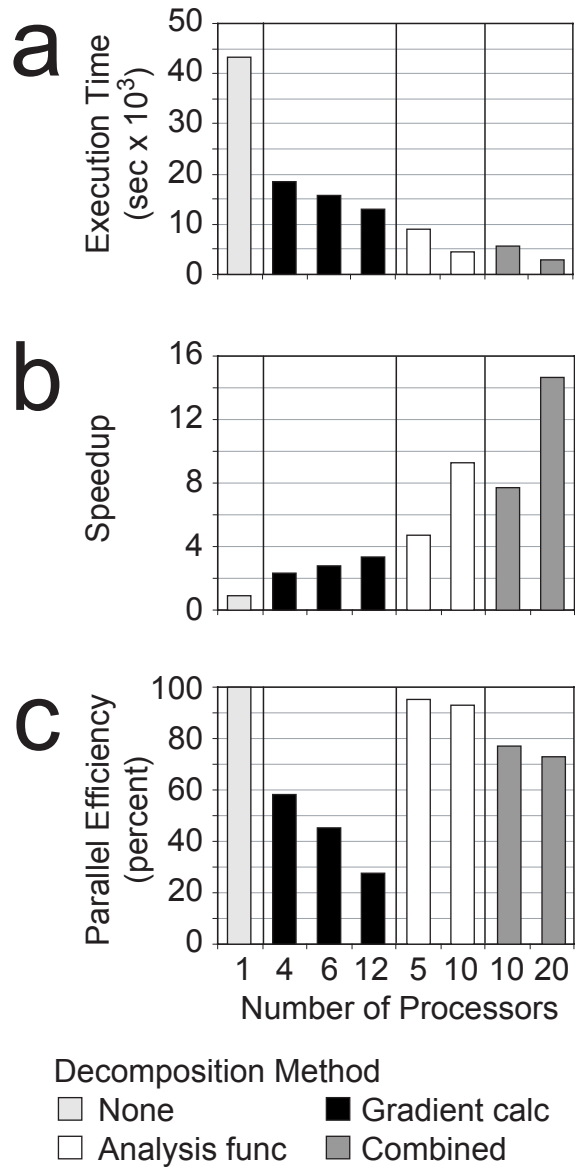 a
Execution Time
(sec x 10³)
50
40
30
20
10
0
b
Speedup
16
12
8
4
0
c
Parallel Efficiency
(percent)
100
80
60
40
20
0
1 4 6 12 5 10 10 20
Number of Processors
Decomposition Method
None Gradient calc
Analysis func Combined